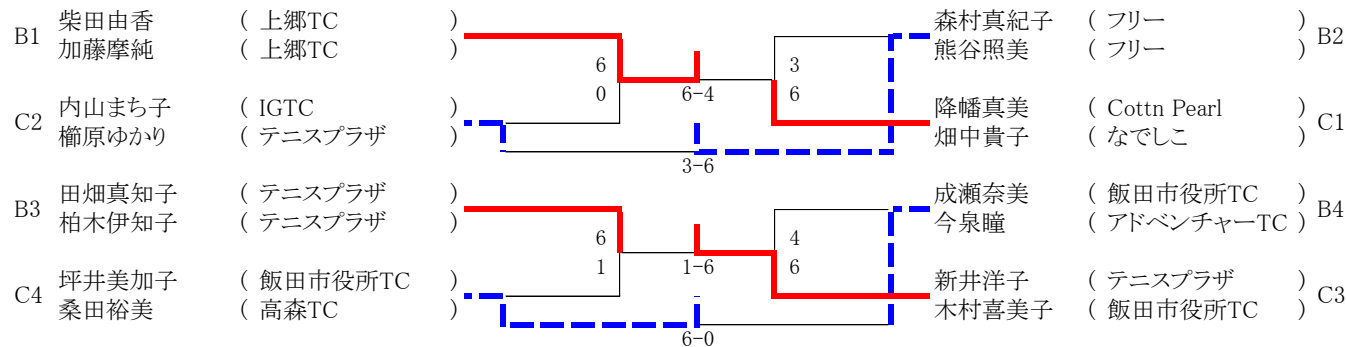 B1 柴田由香 ( 上郷TC ) 森村真紀子 ( フリー ) B2
加藤摩純 ( 上郷TC ) 熊谷照美 ( フリー )
6 3
0 6-4 6
C2 内山まち子 ( IGTC ) 降幡真美 ( Cottn Pearl ) C1
櫛原ゆかり ( テニスプラザ ) 畑中貴子 ( なでしこ )
3-6
B3 田畑真知子 ( テニスプラザ ) 成瀬奈美 ( 飯田市役所TC ) B4
柏木伊知子 ( テニスプラザ ) 今泉瞳 ( アドベンチャーTC )
6 4
1 1-6 6
C4 坪井美加子 ( 飯田市役所TC ) 新井洋子 ( テニスプラザ ) C3
桑田裕美 ( 高森TC ) 木村喜美子 ( 飯田市役所TC )
6-0